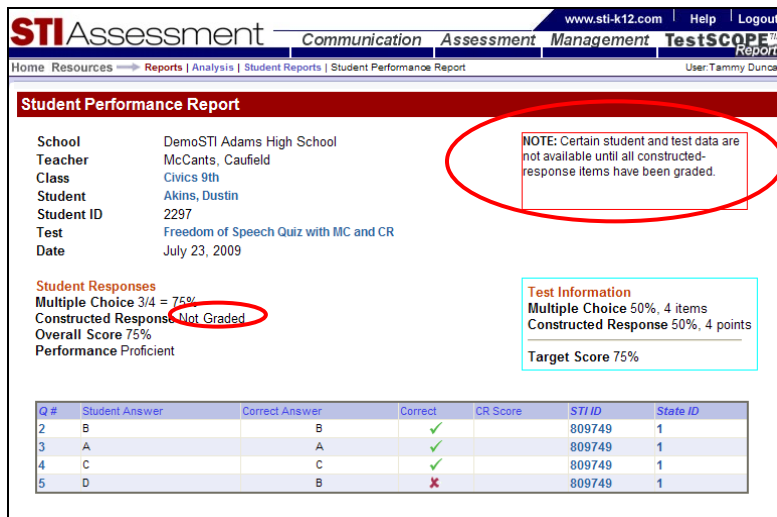 www.sti-k12.com | Help | Logout
STIAssessment
Communication Assessment Management TestSCOPE™
Report
Home Resources Reports | Analysis | Student Reports | Student Performance Report User:Tammy Dunca
Student Performance Report
School DemoSTI Adams High School
Teacher McCants, Caufield
Class Civics 9th
Student Akins, Dustin
Student ID 2297
Test Freedom of Speech Quiz with MC and CR
Date July 23, 2009
NOTE: Certain student and test data are
not available until all constructed-
response items have been graded.
Student Responses
Multiple Choice 3/4 = 75%
Constructed Response Not Graded
Overall Score 75%
Performance Proficient
Test Information
Multiple Choice 50%, 4 items
Constructed Response 50%, 4 points
Target Score 75%
Q # Student Answer Correct Answer Correct CR Score STI ID State ID
2 B B ✓ 809749 1
3 A A ✓ 809749 1
4 C C ✓ 809749 1
5 D B ✗ 809749 1